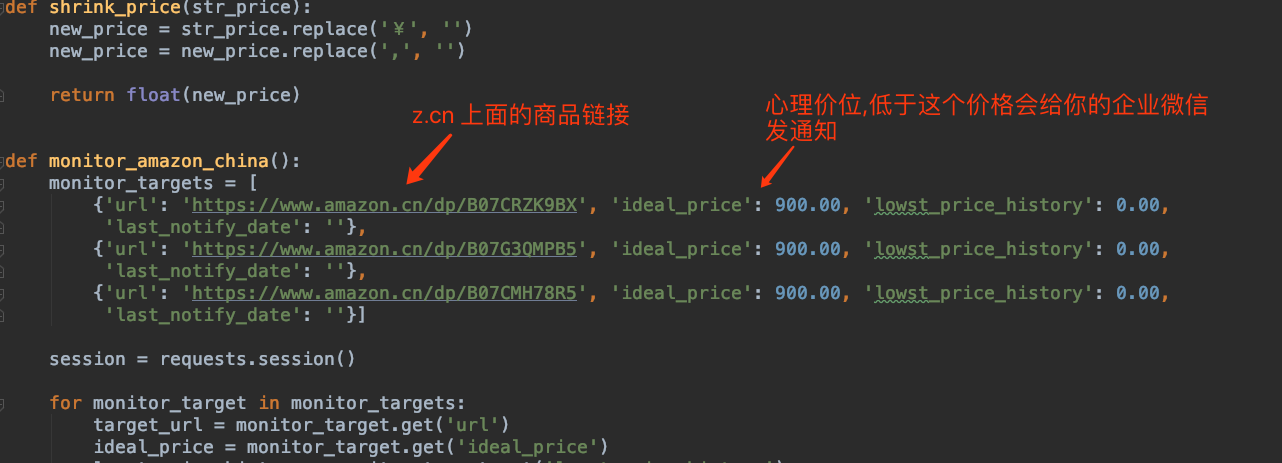 def shrink_price(str_price):
new_price = str_price.replace('￥', '')
new_price = new_price.replace(',', '')
return float(new_price)
z.cn 上面的商品链接
心理价位,低于这个价格会给你的企业微信
发通知
def monitor_amazon_china():
monitor_targets = [
{'url': 'https://www.amazon.cn/dp/B07CRZK9BX', 'ideal_price': 900.00, 'lowst_price_history': 0.00,
'last_notify_date': ''},
{'url': 'https://www.amazon.cn/dp/B07G3QMPB5', 'ideal_price': 900.00, 'lowst_price_history': 0.00,
'last_notify_date': ''},
{'url': 'https://www.amazon.cn/dp/B07CMH78R5', 'ideal_price': 900.00, 'lowst_price_history': 0.00,
'last_notify_date': ''}]
session = requests.session()
for monitor_target in monitor_targets:
target_url = monitor_target.get('url')
ideal_price = monitor_target.get('ideal_price')